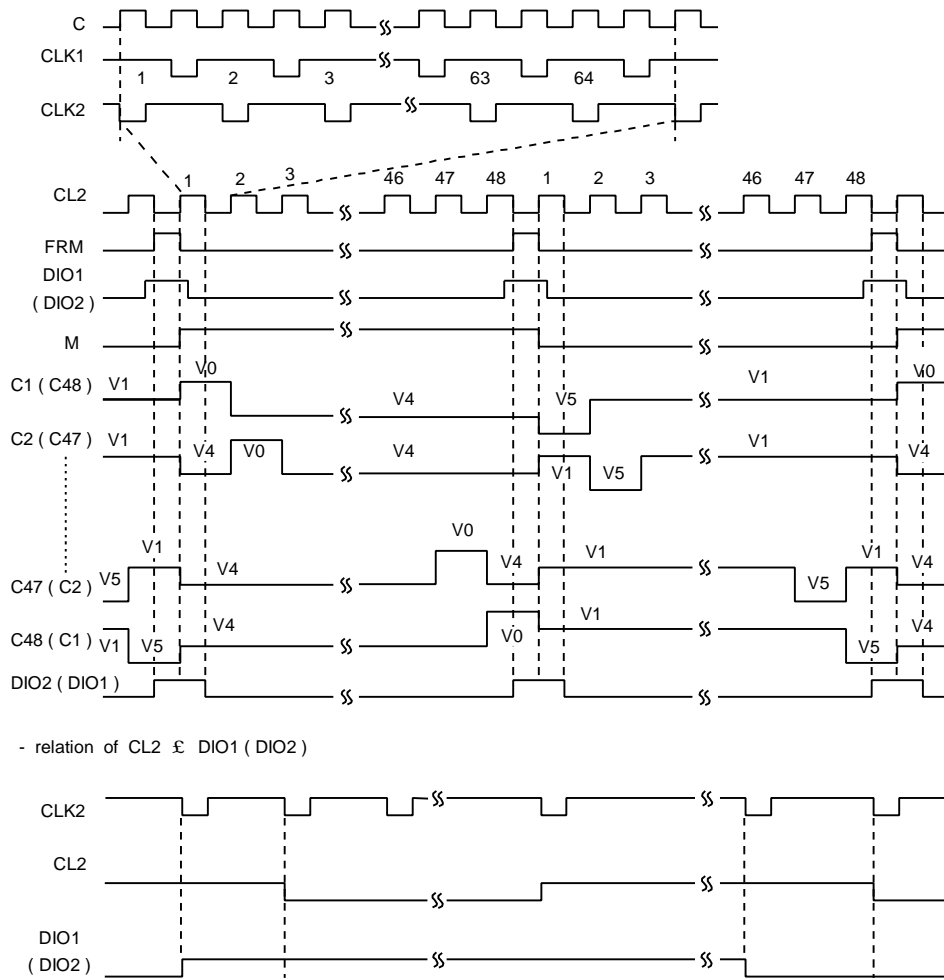 C
CLK1
1 2 3 63 64
CLK2
1 2 3 46 47 48 1 2 3 46 47 48
CL2
FRM
DIO1
( DIO2 )
M
V0 V1 V0
C1 ( C48 ) V1 V4 V5
C2 ( C47 ) V1 V4 V0 V4 V1 V5 V1 V4
V0
V1 V1 V1
V5 V4 V4 V4
C47 ( C2 ) V5
V4 V1 V4
C48 ( C1 ) V1 V5 V0 V5
DIO2 ( DIO1 )
- relation of CL2 £ DIO1 ( DIO2 )
CLK2
CL2
DIO1
( DIO2 )